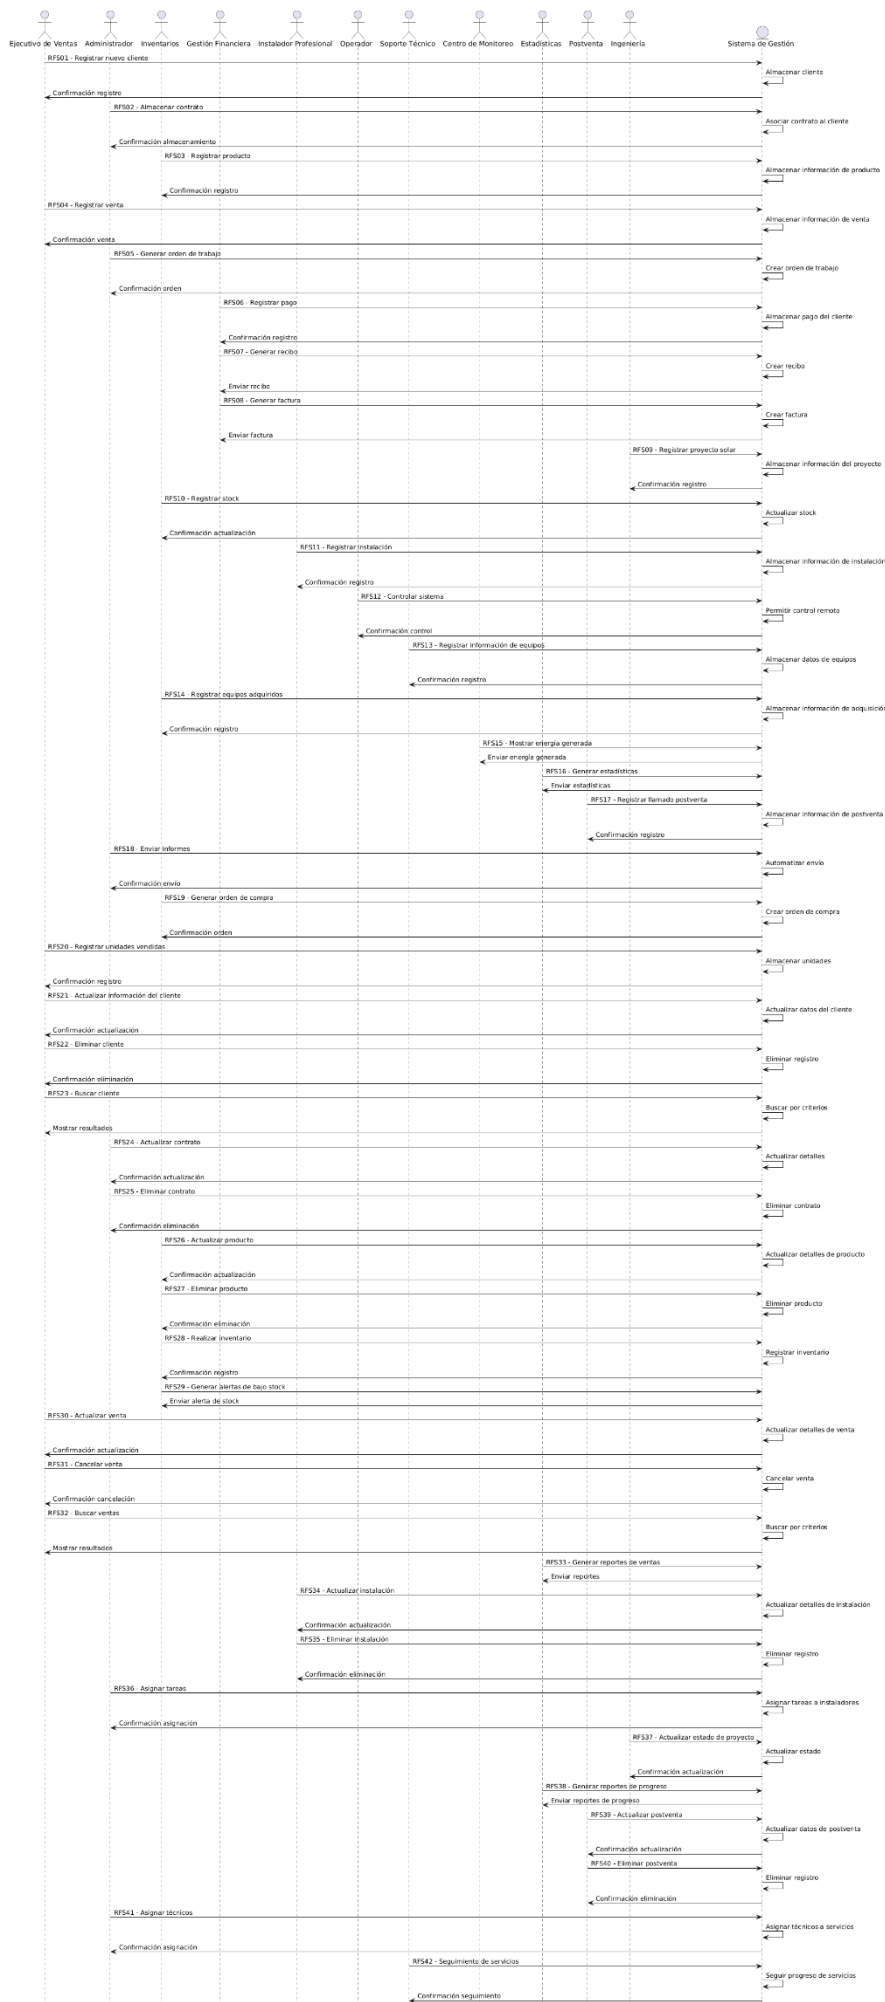 Ejecutivo de Ventas Administrador Inventarios Gestión Financiera Instalador Profesional Operador Soporte Técnico Centro de Monitoreo Estadísticas Postventa Ingeniería Sistema de Gestión
RFS01 - Registrar nuevo cliente
Almacenar cliente
Confirmación registro
RFS02 - Almacenar contrato
Asociar contrato al cliente
Confirmación almacenamiento
RFS03 - Registrar producto
Almacenar información de producto
Confirmación registro
RFS04 - Registrar venta
Almacenar información de venta
Confirmación venta
RFS05 - Generar orden de trabajo
Crear orden de trabajo
Confirmación orden
RFS06 - Registrar pago
Almacenar pago del cliente
Confirmación registro
RFS07 - Generar recibo
Crear recibo
Enviar recibo
RFS08 - Generar factura
Crear factura
Enviar factura
RFS09 - Registrar proyecto solar
Almacenar información del proyecto
Confirmación registro
RFS10 - Registrar stock
Actualizar stock
Confirmación actualización
RFS11 - Registrar instalación
Almacenar información de instalación
Confirmación registro
RFS12 - Controlar sistema
Permitir control remoto
Confirmación control
RFS13 - Registrar información de equipos
Almacenar datos de equipos
Confirmación registro
RFS14 - Registrar equipos adquiridos
Almacenar información de adquisición
Confirmación registro
RFS15 - Mostrar energía generada
Enviar energía generada
RFS16 - Generar estadísticas
Enviar estadísticas
RFS17 - Registrar llamado postventa
Almacenar información de postventa
Confirmación registro
RFS18 - Enviar informes
Automatizar envío
Confirmación envío
RFS19 - Generar orden de compra
Crear orden de compra
Confirmación orden
RFS20 - Registrar unidades vendidas
Almacenar unidades
Confirmación registro
RFS21 - Actualizar información del cliente
Actualizar datos del cliente
Confirmación actualización
RFS22 - Eliminar cliente
Eliminar registro
Confirmación eliminación
RFS23 - Buscar cliente
Buscar por criterios
Mostrar resultados
RFS24 - Actualizar contrato
Actualizar detalles
Confirmación actualización
RFS25 - Eliminar contrato
Eliminar contrato
Confirmación eliminación
RFS26 - Actualizar producto
Actualizar detalles de producto
Confirmación actualización
RFS27 - Eliminar producto
Eliminar producto
Confirmación eliminación
RFS28 - Realizar inventario
Registrar inventario
Confirmación registro
RFS29 - Generar alertas de bajo stock
Enviar alerta de stock
RFS30 - Actualizar venta
Actualizar detalles de venta
Confirmación actualización
RFS31 - Cancelar venta
Cancelar venta
Confirmación cancelación
RFS32 - Buscar ventas
Buscar por criterios
Mostrar resultados
RFS33 - Generar reportes de ventas
Enviar reportes
RFS34 - Actualizar instalación
Actualizar detalles de instalación
Confirmación actualización
RFS35 - Eliminar instalación
Eliminar registro
Confirmación eliminación
RFS36 - Asignar tareas
Asignar tareas a instaladores
Confirmación asignación
RFS37 - Actualizar estado de proyecto
Actualizar estado
Confirmación actualización
RFS38 - Generar reportes de progreso
Enviar reportes de progreso
RFS39 - Actualizar postventa
Actualizar datos de postventa
Confirmación actualización
RFS40 - Eliminar postventa
Eliminar registro
Confirmación eliminación
RFS41 - Asignar técnicos
Asignar técnicos a servicios
Confirmación asignación
RFS42 - Seguimiento de servicios
Seguir progreso de servicios
Confirmación seguimiento